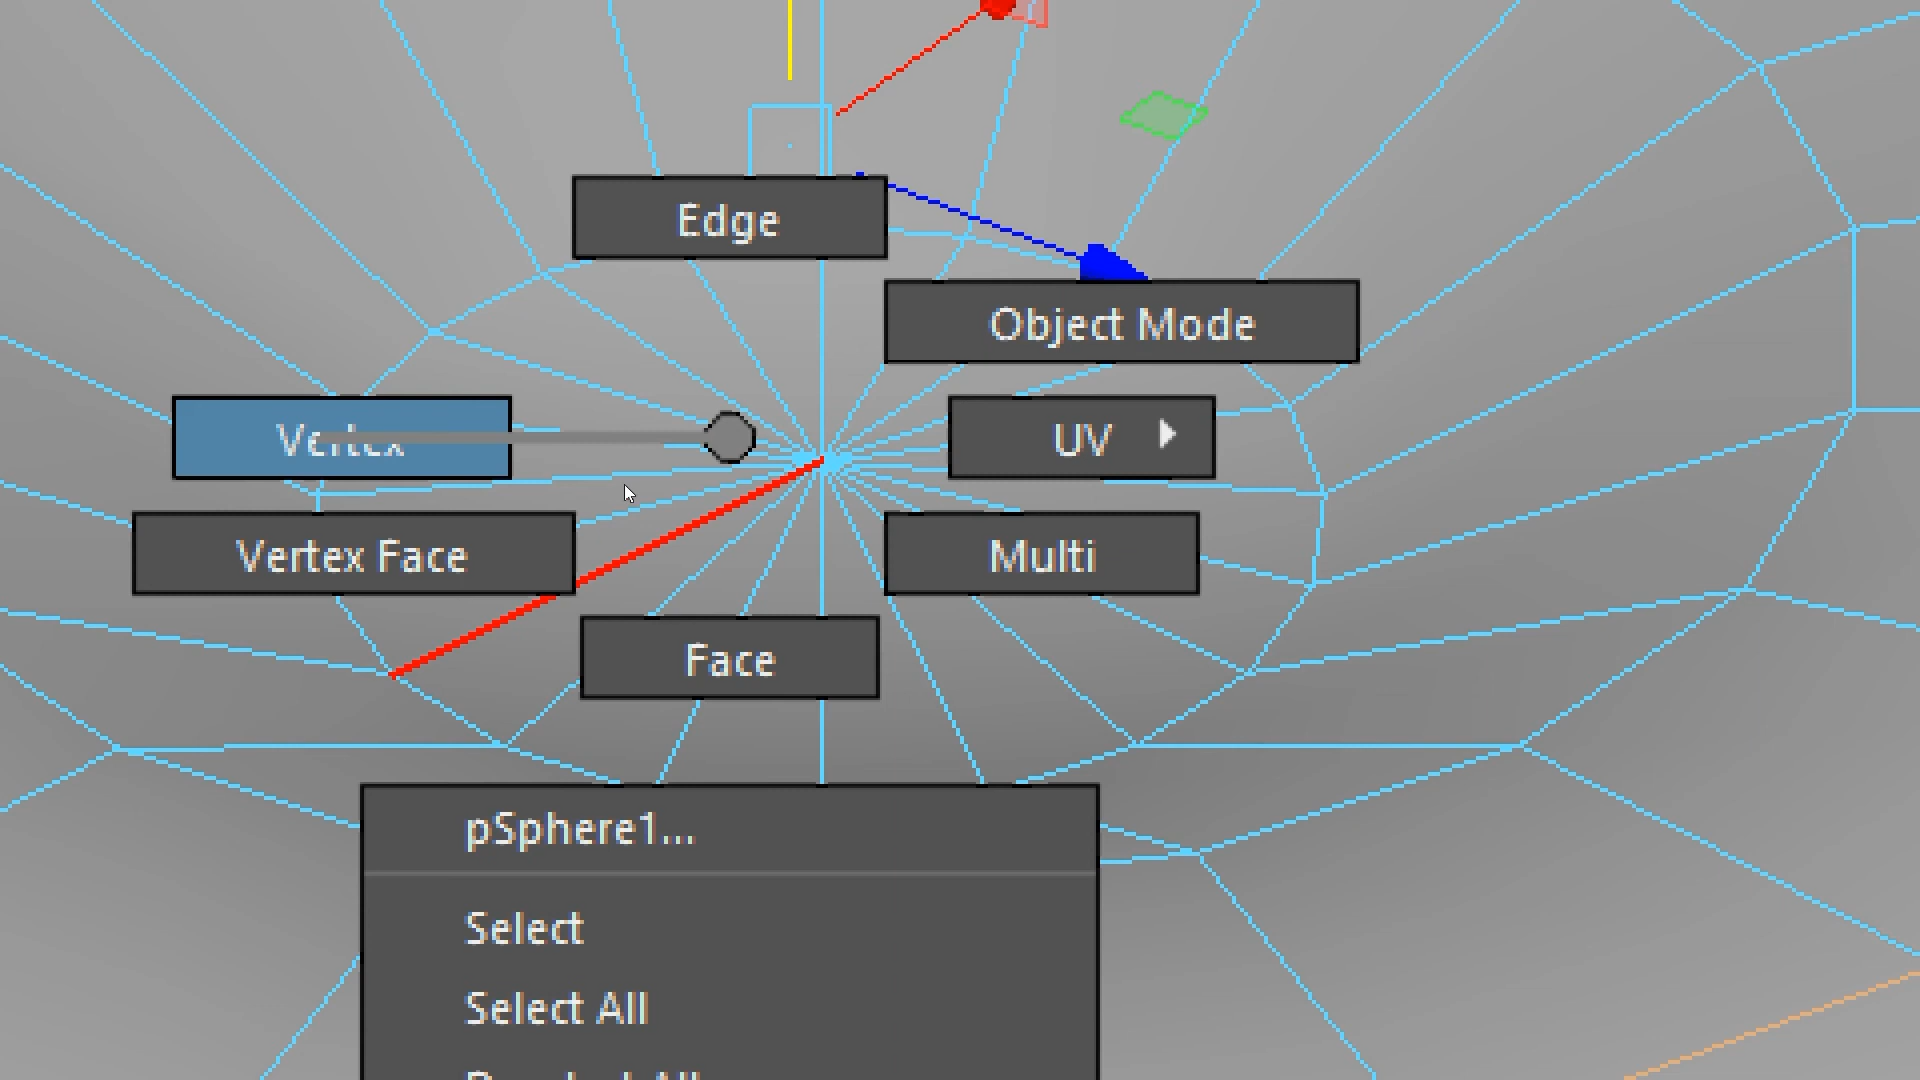 Edge
Object Mode
Vertex
UV
Vertex Face
Multi
Face
pSphere1...
Select
Select All